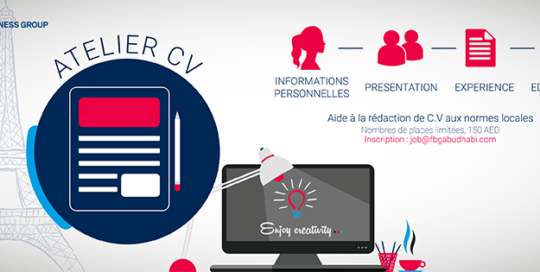 NESS GROUP
ATELIER CV
INFORMATIONS
PERSONNELLES
PRESENTATION
EXPERIENCE
ED
Aide à la rédaction de C.V aux normes locales
Nombres de places limitées, 150 AED
Inscription : job@fbgabudhabi.com
Enjoy creativity...